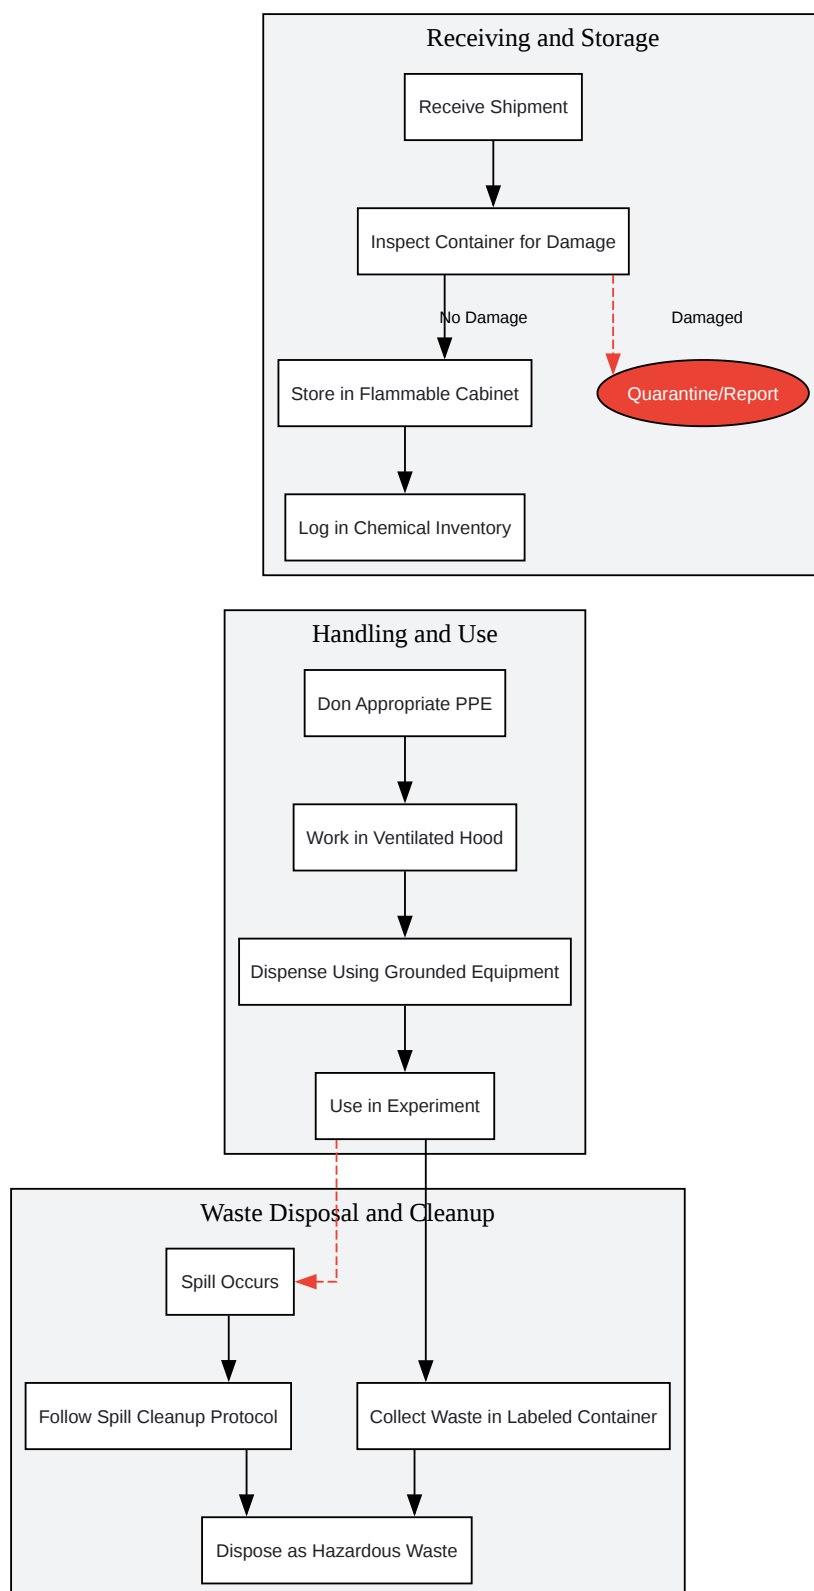 Receiving and Storage
Receive Shipment
Inspect Container for Damage
No Damage
Damaged
Store in Flammable Cabinet
Quarantine/Report
Log in Chemical Inventory
Handling and Use
Don Appropriate PPE
Work in Ventilated Hood
Dispense Using Grounded Equipment
Use in Experiment
Waste Disposal and Cleanup
Spill Occurs
Follow Spill Cleanup Protocol
Collect Waste in Labeled Container
Dispose as Hazardous Waste